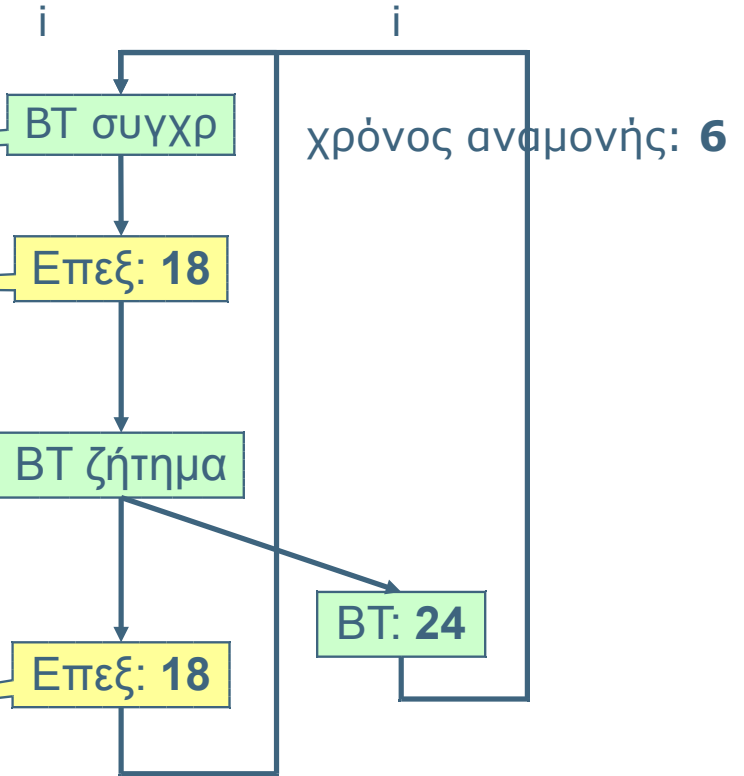 i
i
ΒΤ συγχρ
χρόνος αναμονής: 6
Επεξ: 18
ΒΤ ζήτημα
ΒΤ: 24
Επεξ: 18